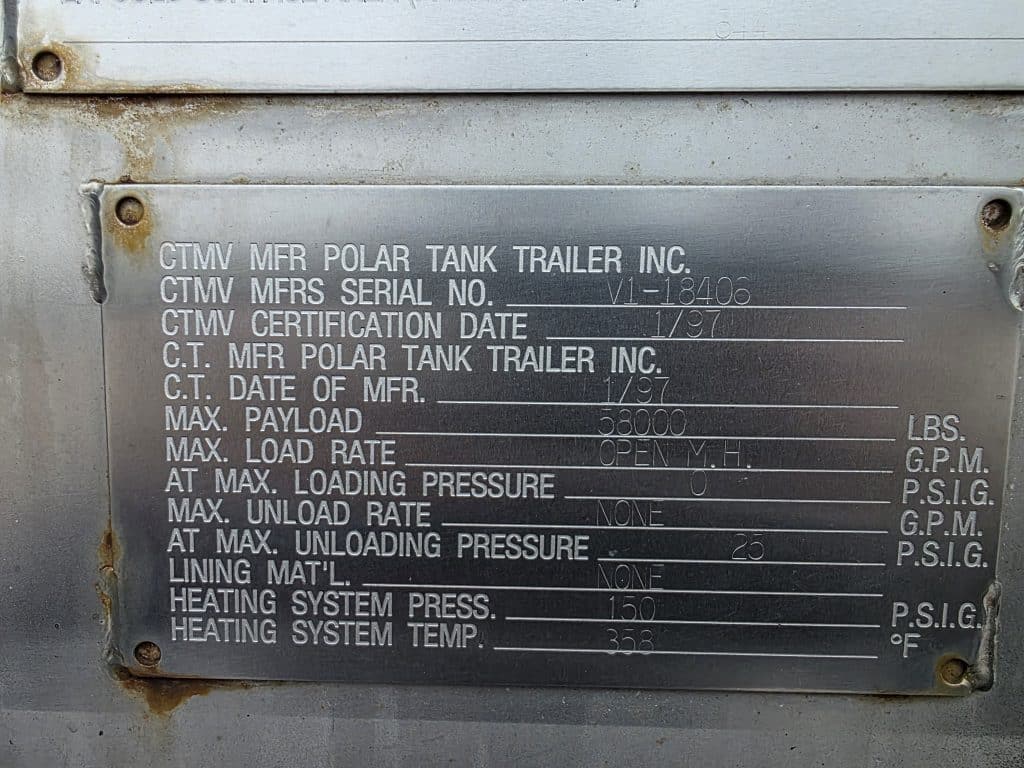 CTMV MFR POLAR TANK TRAILER INC.
CTMV MFRS SERIAL NO. V1-18406
CTMV CERTIFICATION DATE 1/97
C.T. MFR POLAR TANK TRAILER INC.
C.T. DATE OF MFR. 1/97
MAX. PAYLOAD 58000 LBS.
MAX. LOAD RATE OPEN M.H. G.P.M.
AT MAX. LOADING PRESSURE 0 P.S.I.G.
MAX. UNLOAD RATE NONE G.P.M.
AT MAX. UNLOADING PRESSURE 25 P.S.I.G.
LINING MAT'L. NONE
HEATING SYSTEM PRESS. 150 P.S.I.G.
HEATING SYSTEM TEMP. 358 °F